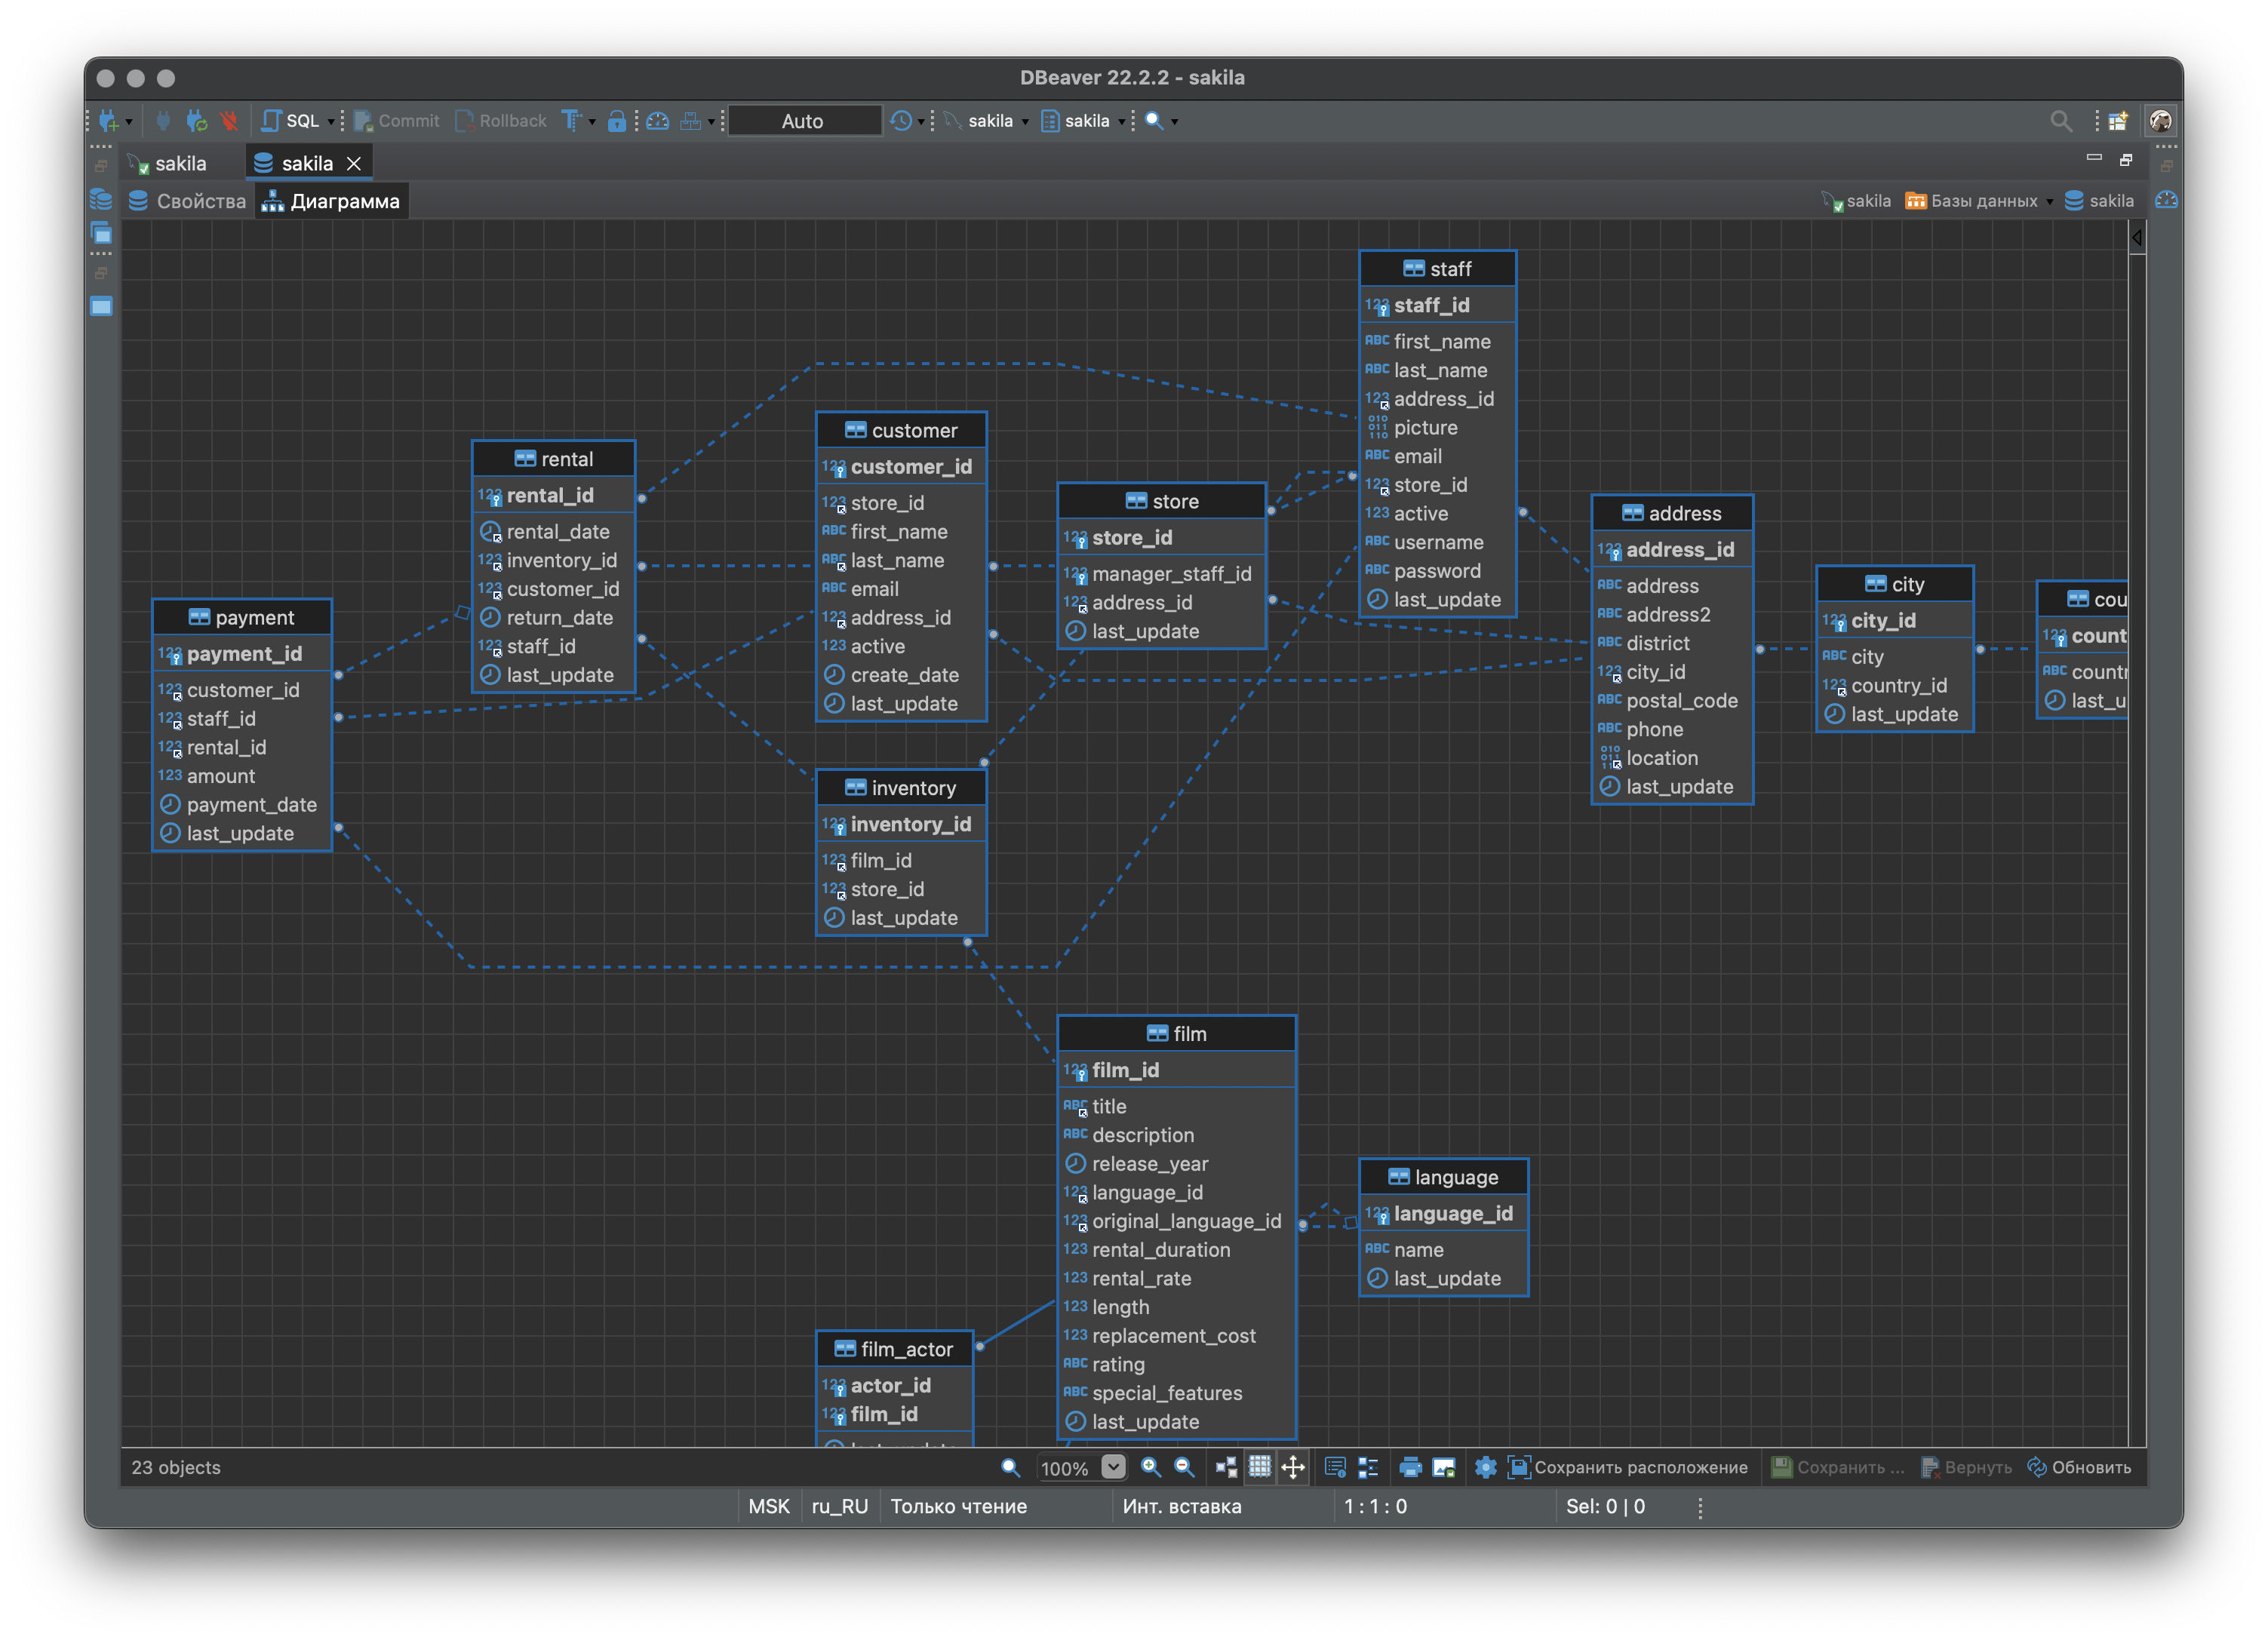 DBeaver 22.2.2 - sakila
SQL Commit Rollback Auto sakila sakila
sakila sakila
Свойства Диаграмма sakila Базы данных sakila
staff
staff_id
first_name
last_name
address_id
picture
email
store_id
active
username
password
last_update
customer
customer_id
store_id
first_name
last_name
email
address_id
active
create_date
last_update
rental
rental_id
rental_date
inventory_id
customer_id
return_date
staff_id
last_update
store
store_id
manager_staff_id
address_id
last_update
address
address_id
address
address2
district
city_id
postal_code
phone
location
last_update
city
city_id
city
country_id
last_update
cou
count
countr
last_u
payment
payment_id
customer_id
staff_id
rental_id
amount
payment_date
last_update
inventory
inventory_id
film_id
store_id
last_update
film
film_id
title
description
release_year
language_id
original_language_id
rental_duration
rental_rate
length
replacement_cost
rating
special_features
last_update
language
language_id
name
last_update
film_actor
actor_id
film_id
23 objects 100% Сохранить расположение Сохранить ... Вернуть Обновить
MSK ru_RU Только чтение Инт. вставка 1 : 1 : 0 Sel: 0 | 0